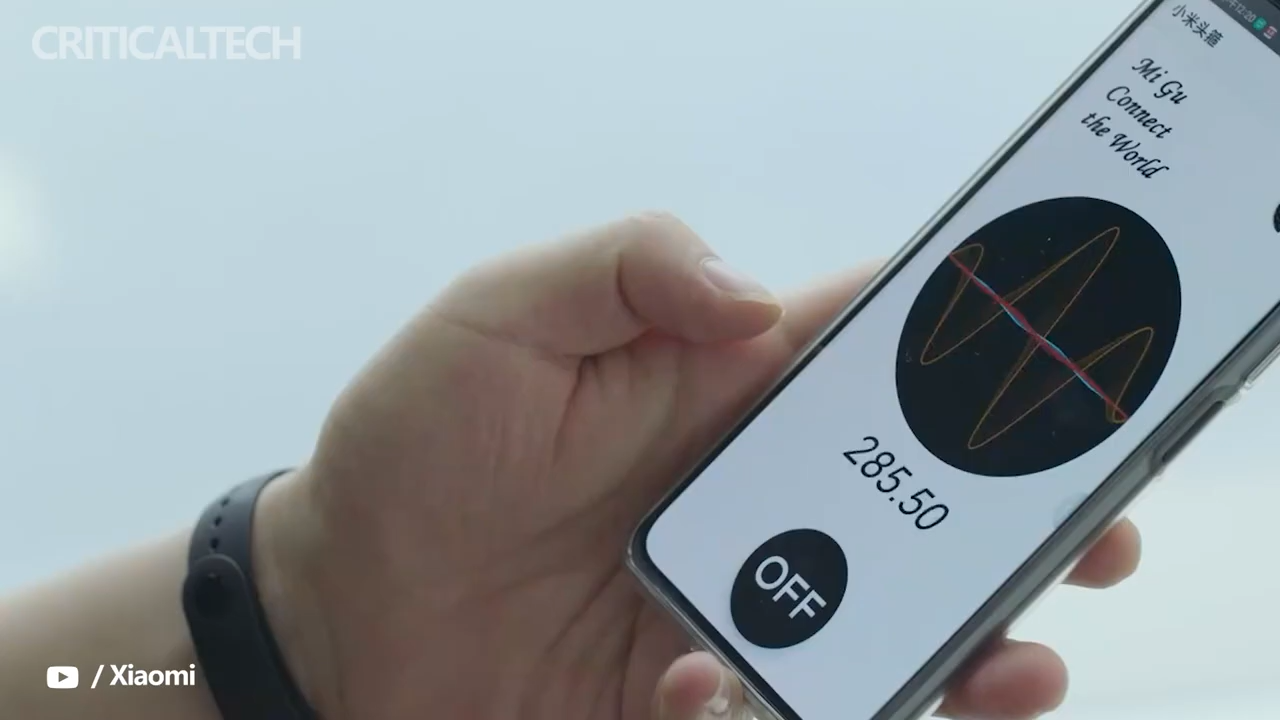 CRITICALTECH
小米头箍
Mi Gu
Connect
the World
285.50
OFF
/ Xiaomi